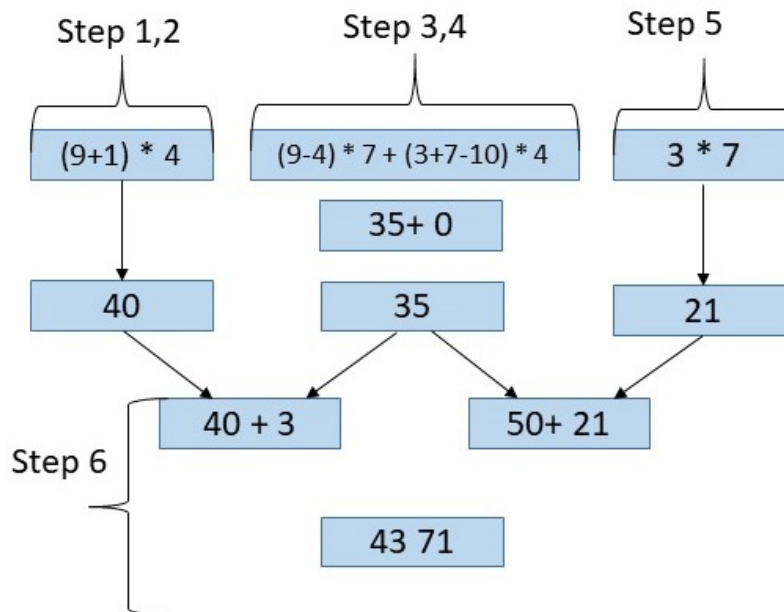 Step 1,2
Step 3,4
Step 5
(9+1) * 4
(9-4) * 7 + (3+7-10) * 4
3 * 7
35+ 0
40
35
21
40 + 3
50+ 21
Step 6
43 71